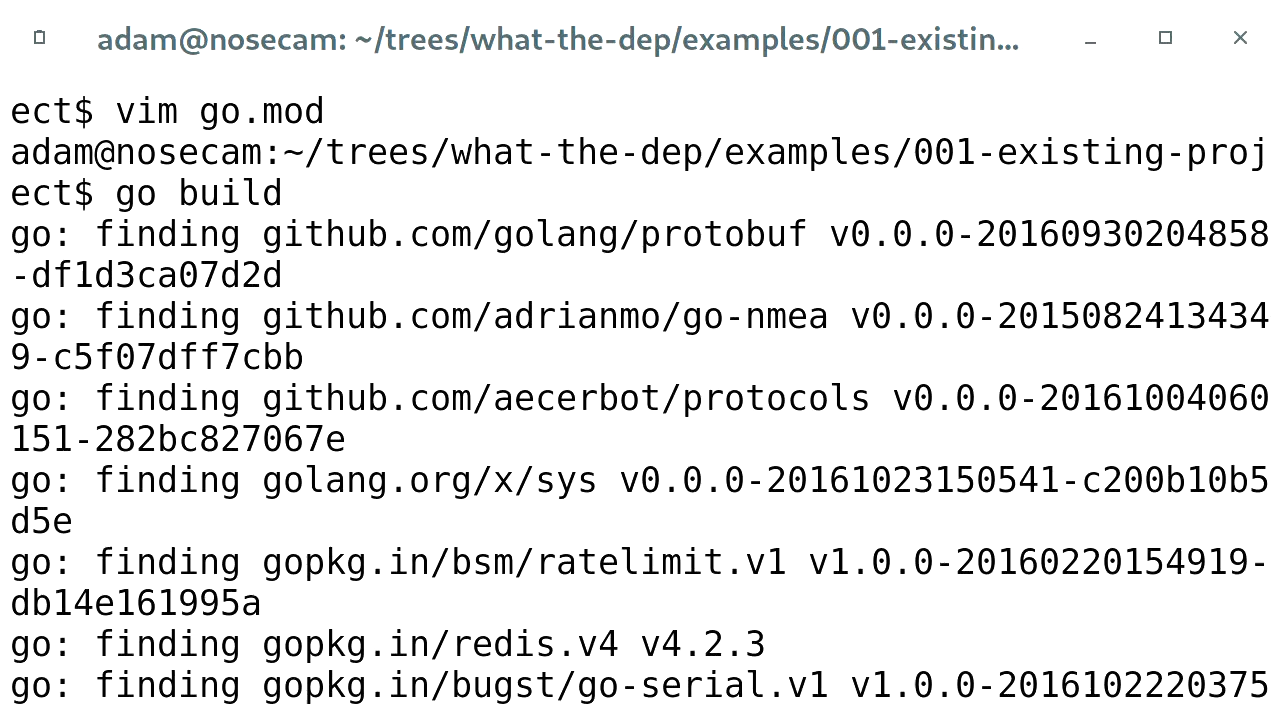 adam@nosecam: ~/trees/what-the-dep/examples/001-existin...
ect$ vim go.mod
adam@nosecam:~/trees/what-the-dep/examples/001-existing-proj
ect$ go build
go: finding github.com/golang/protobuf v0.0.0-20160930204858
-df1d3ca07d2d
go: finding github.com/adrianmo/go-nmea v0.0.0-2015082413434
9-c5f07dff7cbb
go: finding github.com/aecerbot/protocols v0.0.0-20161004060
151-282bc827067e
go: finding golang.org/x/sys v0.0.0-20161023150541-c200b10b5
d5e
go: finding gopkg.in/bsm/ratelimit.v1 v1.0.0-20160220154919-
db14e161995a
go: finding gopkg.in/redis.v4 v4.2.3
go: finding gopkg.in/bugst/go-serial.v1 v1.0.0-2016102220375